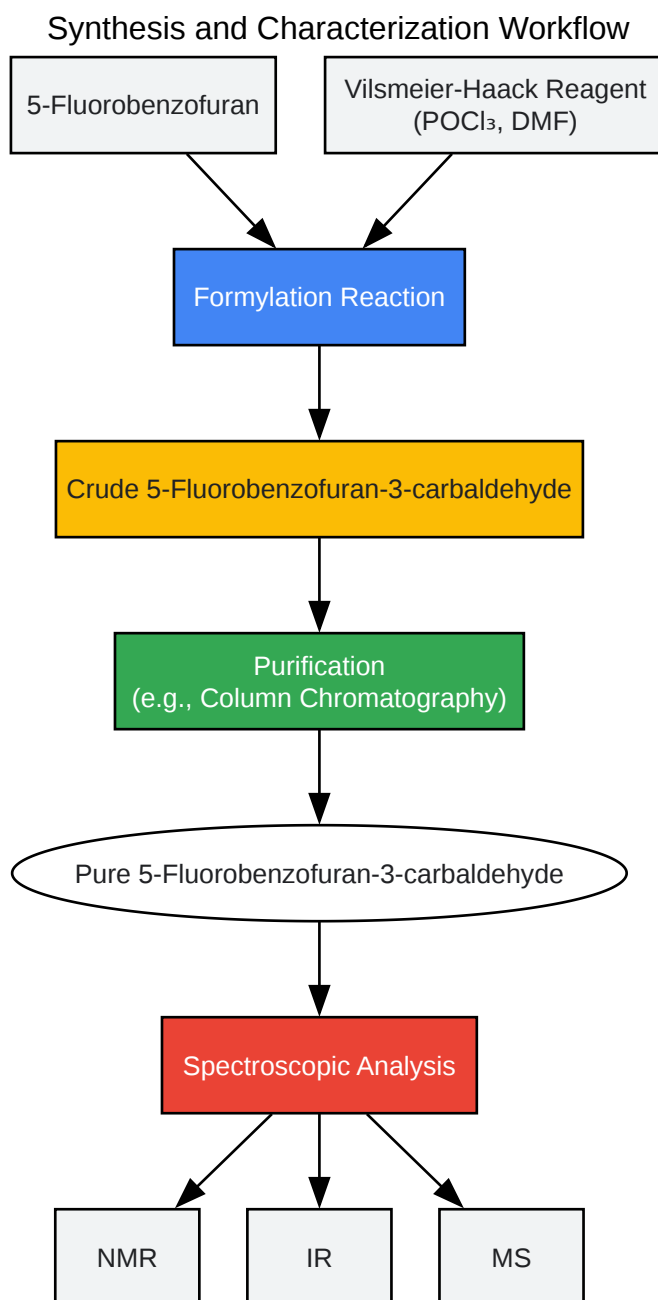 Synthesis and Characterization Workflow
5-Fluorobenzofuran
Vilsmeier-Haack Reagent
(POCl₃, DMF)
Formylation Reaction
Crude 5-Fluorobenzofuran-3-carbaldehyde
Purification
(e.g., Column Chromatography)
Pure 5-Fluorobenzofuran-3-carbaldehyde
Spectroscopic Analysis
NMR
IR
MS